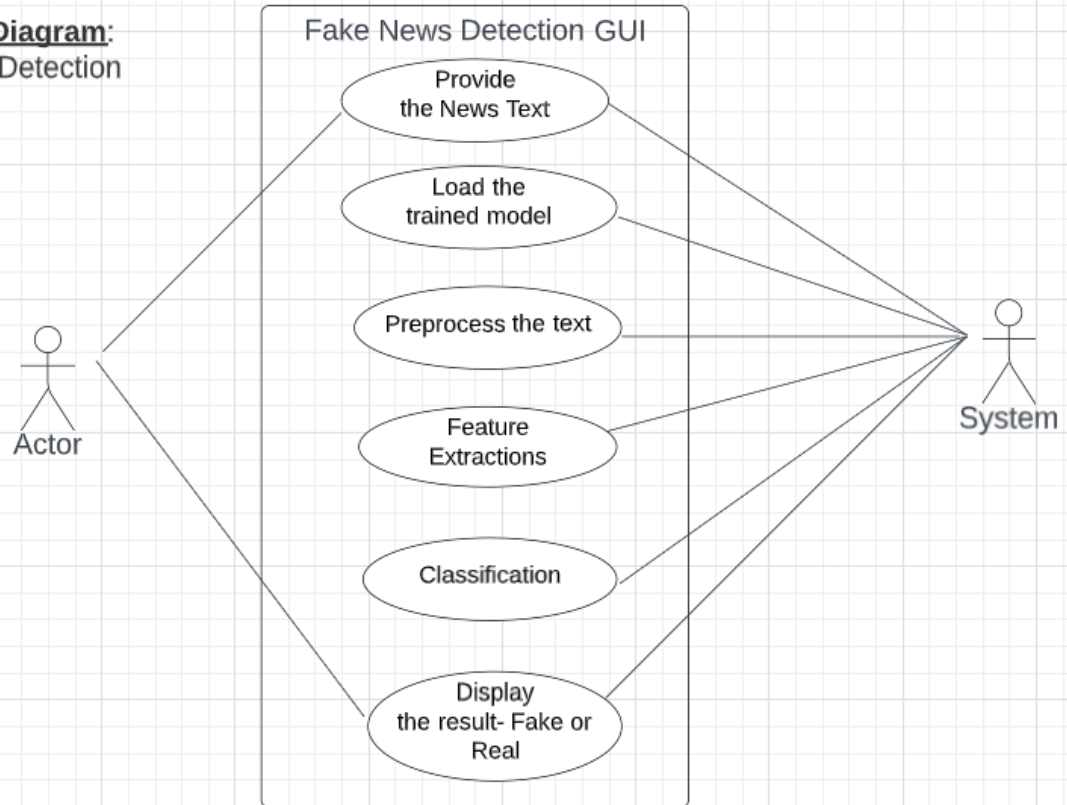 Diagram:
Detection
Fake News Detection GUI
Provide
the News Text
Load the
trained model
Preprocess the text
Feature
Extractions
Classification
Display
the result- Fake or
Real
Actor
System